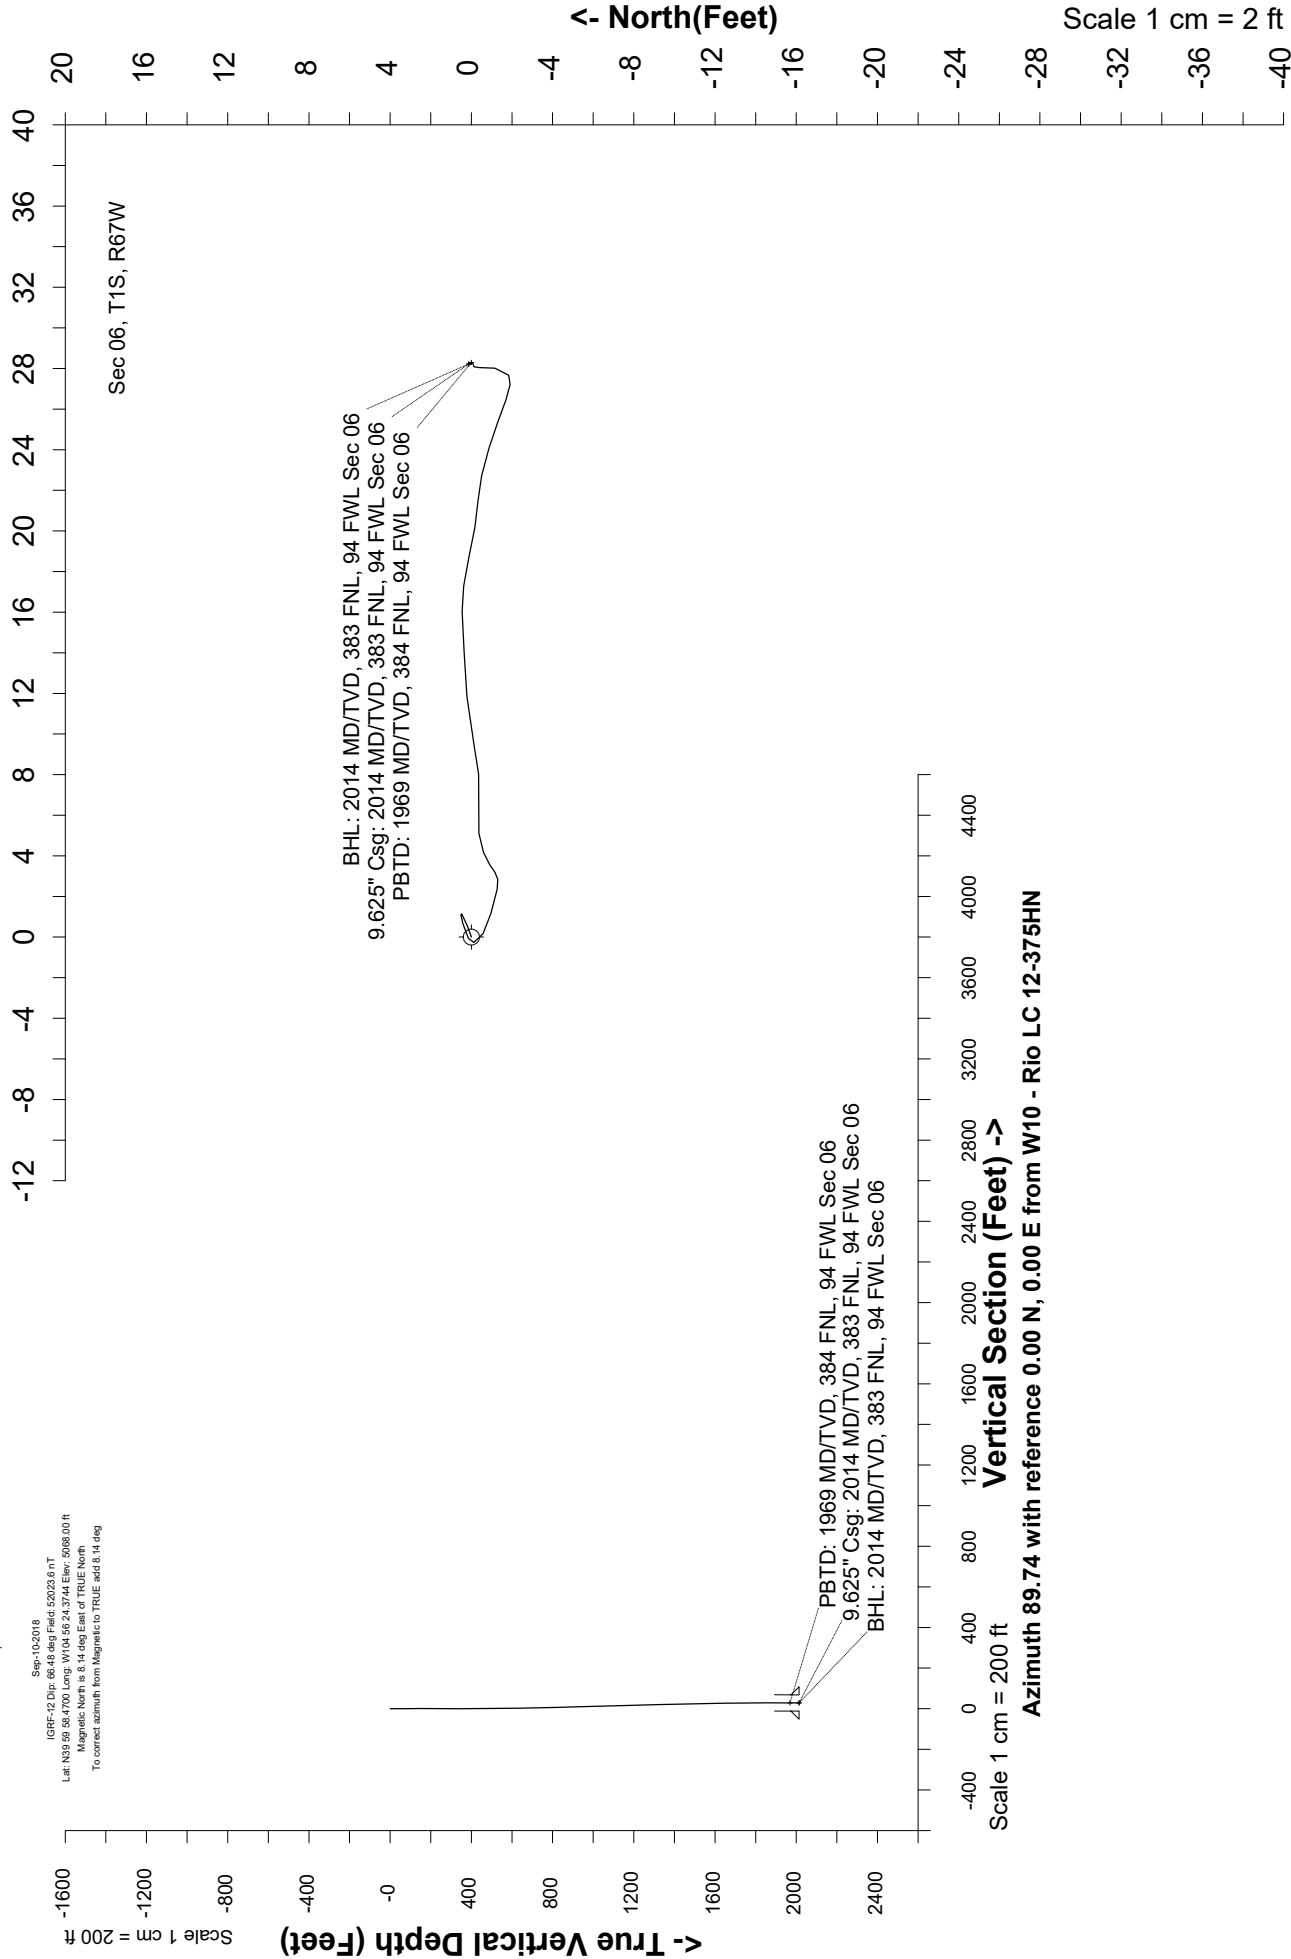 <- North(Feet)
Scale 1 cm = 2 ft
20
16
12
8
4
0
-4
-8
-12
-16
-20
-24
-28
-32
-36
-40
-12
-8
-4
0
4
8
12
16
20
24
28
32
36
40
Sec 06, T1S, R67W
BHL: 2014 MD/TVD, 383 FNL, 94 FWL Sec 06
9.625" Csg: 2014 MD/TVD, 383 FNL, 94 FWL Sec 06
PBTD: 1969 MD/TVD, 384 FNL, 94 FWL Sec 06
Sep-10-2018
IGRF-12 Dip: 66.48 deg Field: 52023.6 nT
Lat: N39 59 58.4700 Long: W104 56 24.3744 Elev: 5068.00 ft
Magnetic North is 8.14 deg East of TRUE North
To correct azimuth from Magnetic to TRUE add 8.14 deg
Scale 1 cm = 200 ft
<- True Vertical Depth (Feet)
-1600
-1200
-800
-400
-0
400
800
1200
1600
2000
2400
PBTD: 1969 MD/TVD, 384 FNL, 94 FWL Sec 06
9.625" Csg: 2014 MD/TVD, 383 FNL, 94 FWL Sec 06
BHL: 2014 MD/TVD, 383 FNL, 94 FWL Sec 06
-400
0
400
800
1200
1600
2000
2400
2800
3200
3600
4000
4400
Scale 1 cm = 200 ft
Vertical Section (Feet) ->
Azimuth 89.74 with reference 0.00 N, 0.00 E from W10 - Rio LC 12-375HN